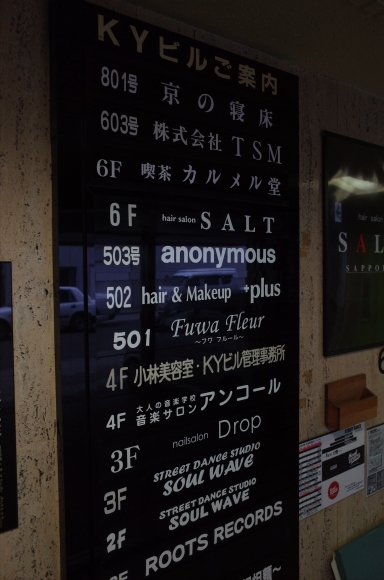 KYビルご案内
801号 京の寝床
603号 株式会社 TSM
6F 喫茶 カルメル堂
6F hair salon SALT
503号 anonymous
502 hair & Makeup +plus
501 Fuwa Fleur
～フワ フルール～
4F 小林美容室・KYビル管理事務所
大人の音楽学校
4F 音楽サロン アンコール
3F nailsalon Drop
3F STREET DANCE STUDIO SOUL WAVE
2F STREET DANCE STUDIO SOUL WAVE
ROOTS RECORDS
hair salon
SAL
SAPPO